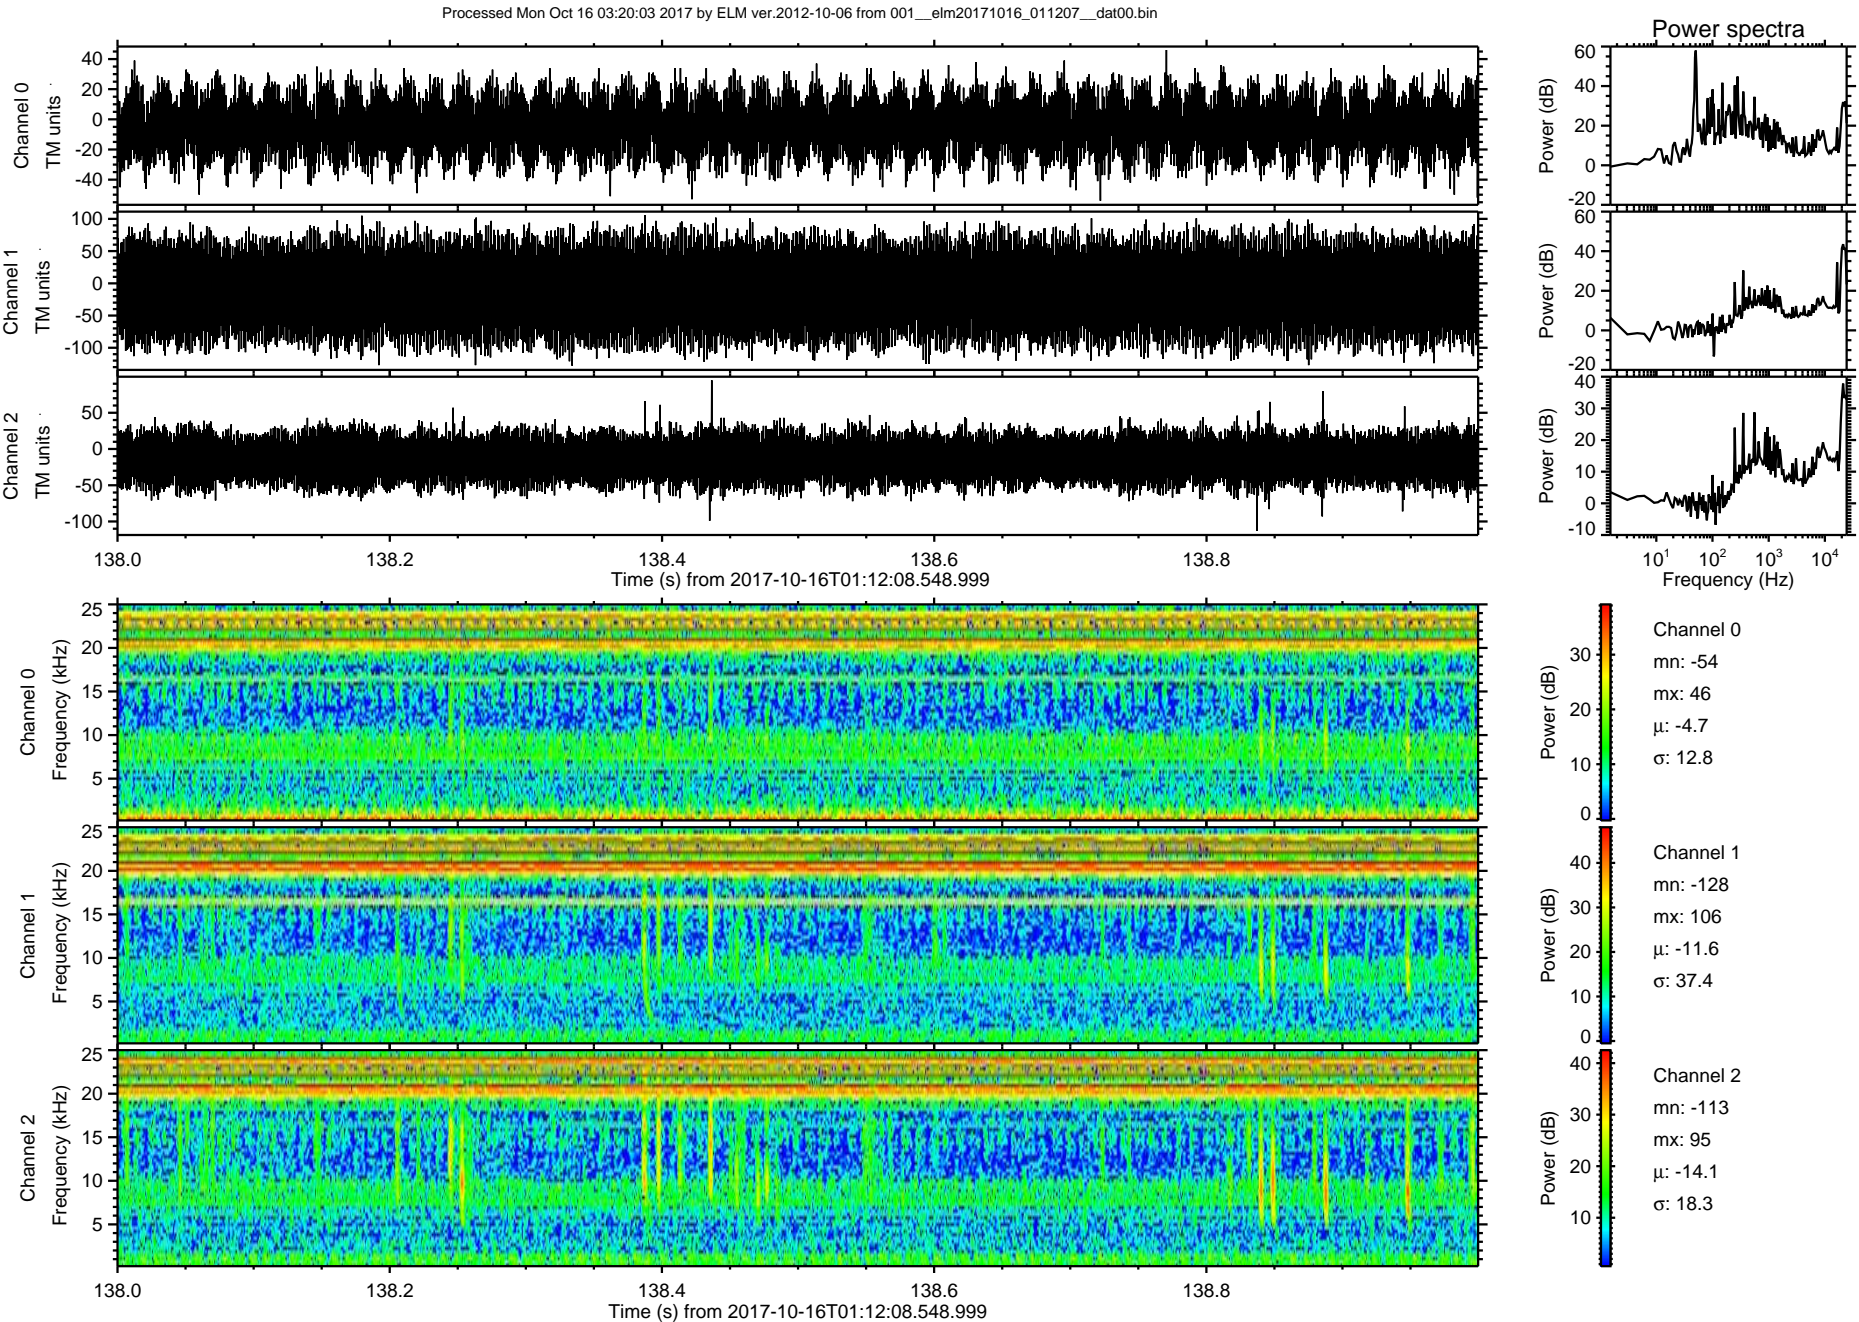 Processed Mon Oct 16 03:20:03 2017 by ELM ver.2012-10-06 from 001__elm20171016_011207__dat00.bin
Power spectra
Channel 0
TM units
40
20
0
-20
-40
Power (dB)
60
40
20
0
-20
Channel 1
TM units
100
50
0
-50
-100
Power (dB)
60
40
20
0
-20
Channel 2
TM units
50
0
-50
-100
Power (dB)
40
30
20
10
0
-10
138.0 138.2 138.4 138.6 138.8
Time (s) from 2017-10-16T01:12:08.548.999
10^1 10^2 10^3 10^4
Frequency (Hz)
Channel 0
Frequency (kHz)
25
20
15
10
5
Power (dB)
30
20
10
0
Channel 0
mn: -54
mx: 46
μ: -4.7
σ: 12.8
Channel 1
Frequency (kHz)
25
20
15
10
5
Power (dB)
40
30
20
10
0
Channel 1
mn: -128
mx: 106
μ: -11.6
σ: 37.4
Channel 2
Frequency (kHz)
25
20
15
10
5
Power (dB)
40
30
20
10
Channel 2
mn: -113
mx: 95
μ: -14.1
σ: 18.3
138.0 138.2 138.4 138.6 138.8
Time (s) from 2017-10-16T01:12:08.548.999